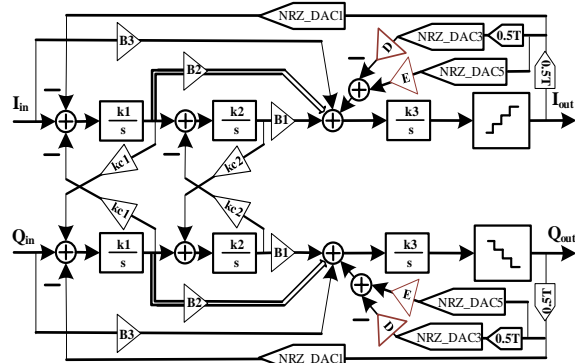 NRZ_DAC1
B3
D
NRZ_DAC3
0.5T
B2
E
NRZ_DAC5
0.5T
I_in
k1
s
k2
s
B1
k3
s
I_out
kc1
kc2
kc1
kc2
Q_in
k1
s
k2
s
B1
k3
s
Q_out
B2
E
NRZ_DAC5
0.5T
B3
D
NRZ_DAC3
0.5T
NRZ_DAC1